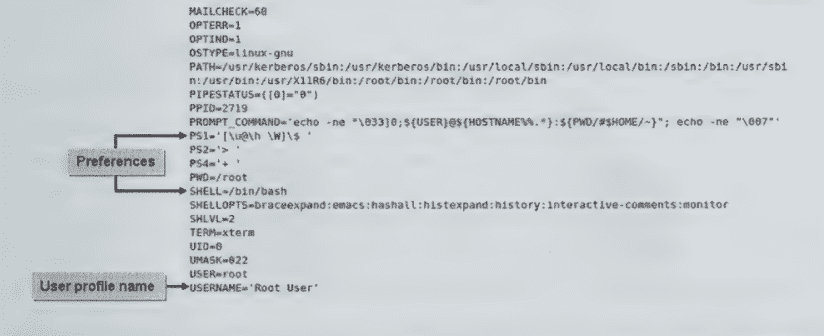 MAILCHECK=60
OPTERR=1
OPTIND=1
OSTYPE=linux-gnu
PATH=/usr/kerberos/sbin:/usr/kerberos/bin:/usr/local/sbin:/usr/local/bin:/sbin:/bin:/usr/sbi
n:/usr/bin:/usr/X11R6/bin:/root/bin:/root/bin:/root/bin
PIPESTATUS=([0]="0")
PPID=2719
PROMPT_COMMAND='echo -ne "\033]0;${USER}@${HOSTNAME%%.*}:${PWD/#$HOME/~}"; echo -ne "\007"'
PS1='[\u@\h \W]\$ '
PS2='> '
Preferences
PS4='+ '
PWD=/root
SHELL=/bin/bash
SHELLOPTS=braceexpand:emacs:hashall:histexpand:history:interactive-comments:monitor
SHLVL=2
TERM=xterm
UID=0
UMASK=022
USER=root
User profile name
USERNAME='Root User'